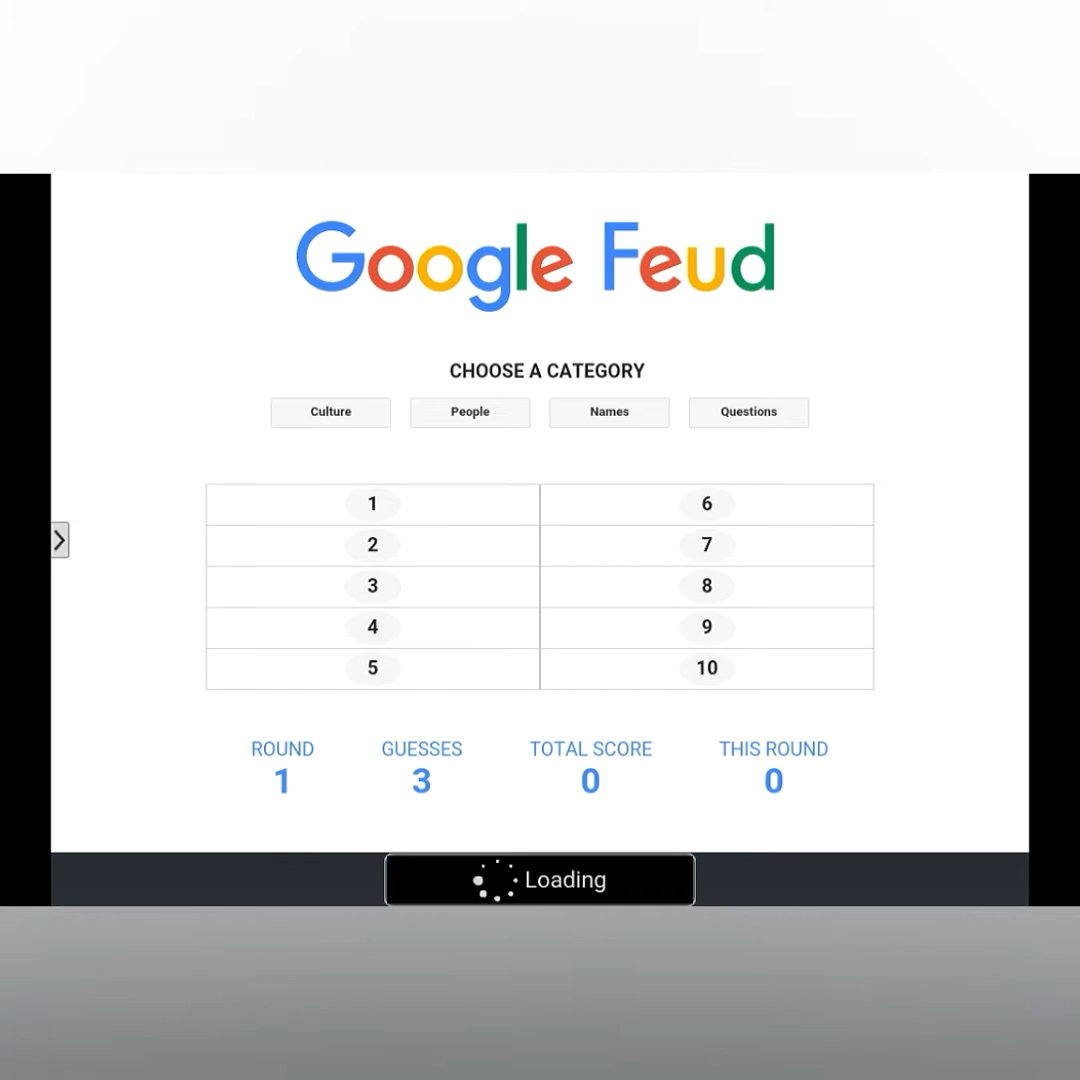 Google Feud
CHOOSE A CATEGORY
Culture People Names Questions
1 6
2 7
3 8
4 9
5 10
ROUND GUESSES TOTAL SCORE THIS ROUND
1 3 0 0
Loading